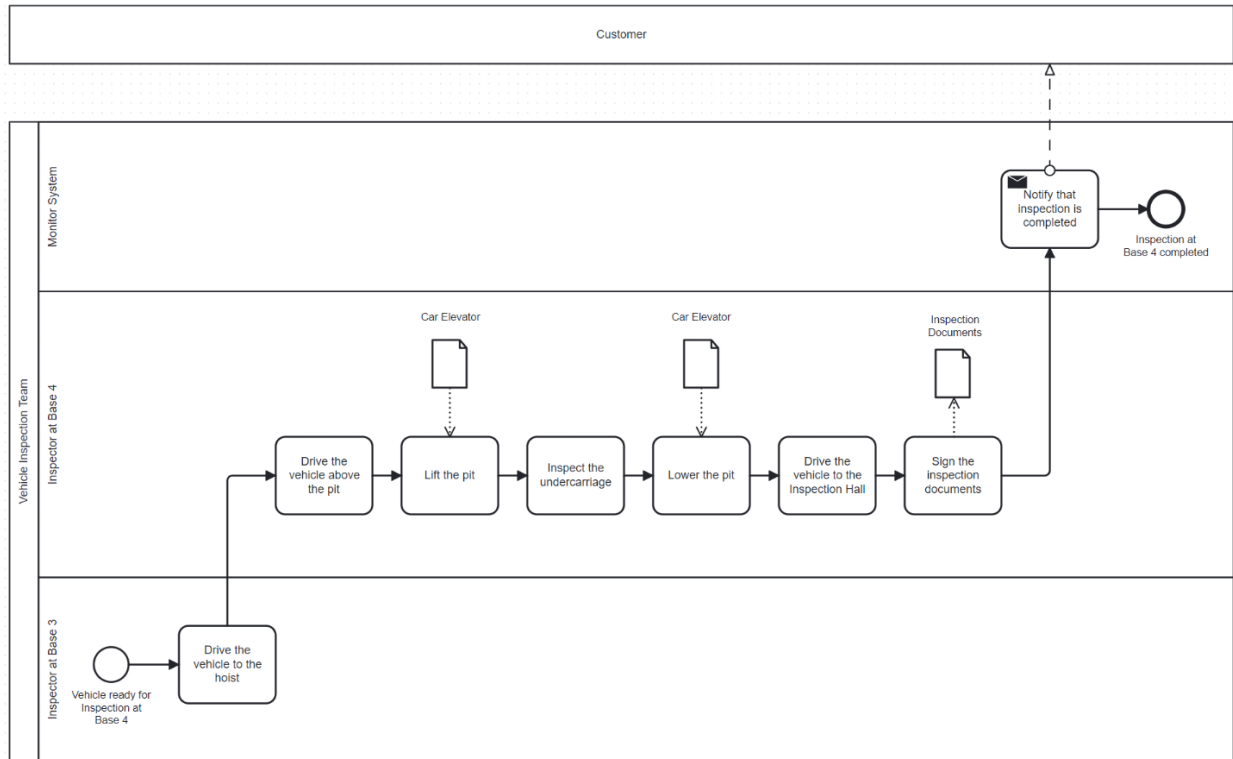 Customer
Vehicle Inspection Team
Monitor System
Notify that
inspection is
completed
Inspection at
Base 4 completed
Inspector at Base 4
Car Elevator
Car Elevator
Inspection
Documents
Drive the
vehicle above
the pit
Lift the pit
Inspect the
undercarriage
Lower the pit
Drive the
vehicle to the
Inspection Hall
Sign the
inspection
documents
Inspector at Base 3
Vehicle ready for
Inspection at
Base 4
Drive the
vehicle to the
hoist